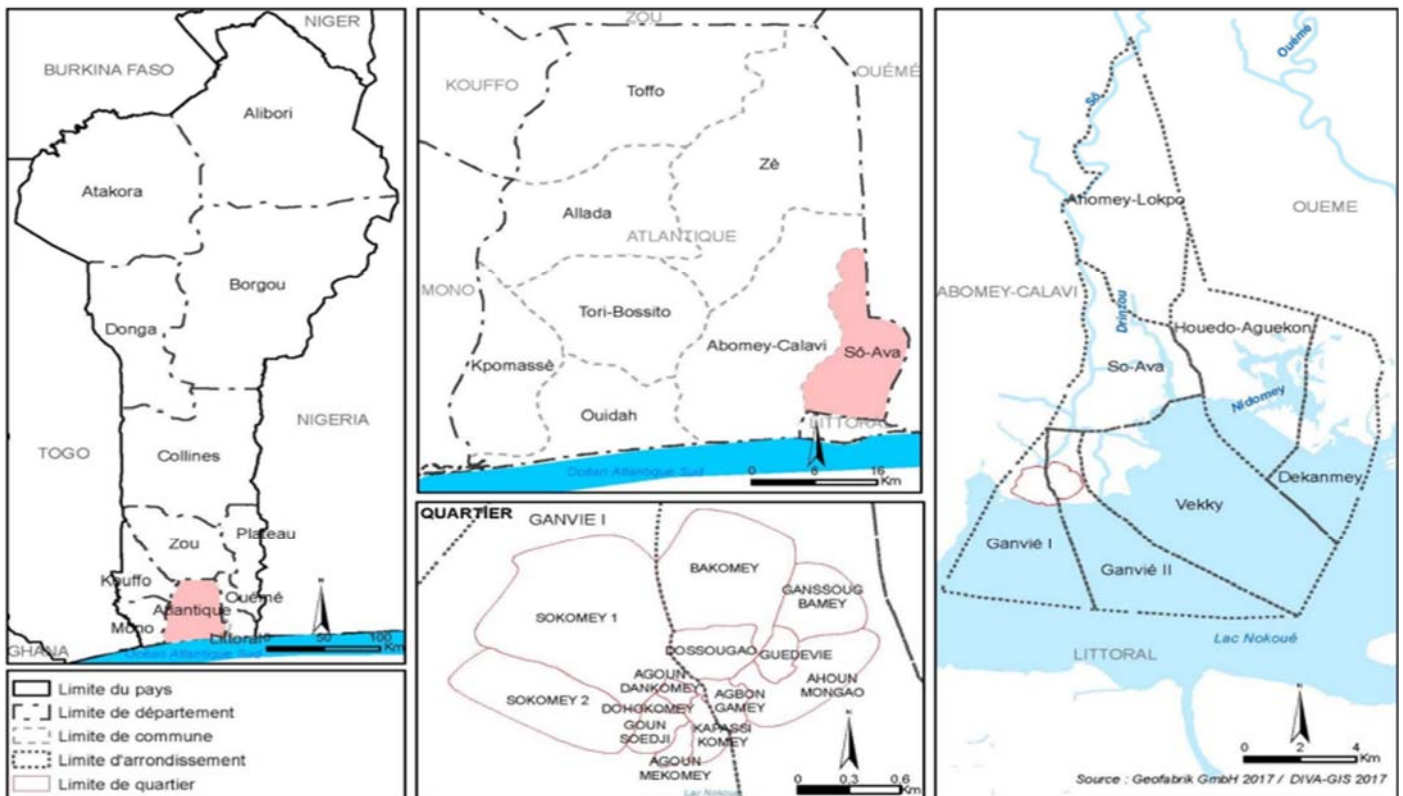 NIGER
BURKINA FASO
Alibori
Atakora
Borgou
Donga
NIGERIA
TOGO
Collines
Plateau
Zou
Kouffo
Ouémé
Atlantique
Mono
Littoral
GHANA
Océan Atlantique Sud
N
0 50 100
Km
Limite du pays
Limite de département
Limite de commune
Limite d'arrondissement
Limite de quartier
ZOU
KOUFFO
OUÉMÉ
Toffo
Zè
Allada
ATLANTIQUE
MONO
Tori-Bossito
Abomey-Calavi
Sô-Ava
Kpomassè
Ouidah
LITTORAL
Océan Atlantique Sud
N
0 8 16
Km
QUARTIER
GANVIE I
BAKOMEY
GANSSOUG
BAMEY
SOKOMEY 1
DOSSOUGAO
GUEDEVIE
AGOUN
DANKOMEY
AHOUN
MONGAO
SOKOMEY 2
AGBON
GAMEY
DOHOKOMEY
GOUN
SOEDJI
KAPASSI
KOMEY
AGOUN
MEKOMEY
N
0 0.3 0.6
Km
Lac Nokoué
Ouémé
Sô
Ahomey-Lokpo
OUEME
ABOMEY-CALAVI
Drinzou
Houedo-Aguekon
So-Ava
Nidomey
Dekanmey
Vekky
Ganvié I
Ganvié II
Lac Nokoué
LITTORAL
N
0 2 4
Km
Source : Geofabrik GmbH 2017 / DIVA-GIS 2017